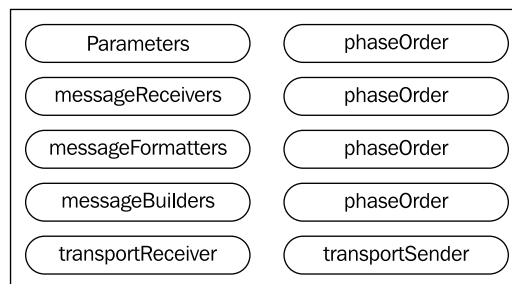 Parameters phaseOrder
messageReceivers phaseOrder
messageFormatters phaseOrder
messageBuilders phaseOrder
transportReceiver transportSender